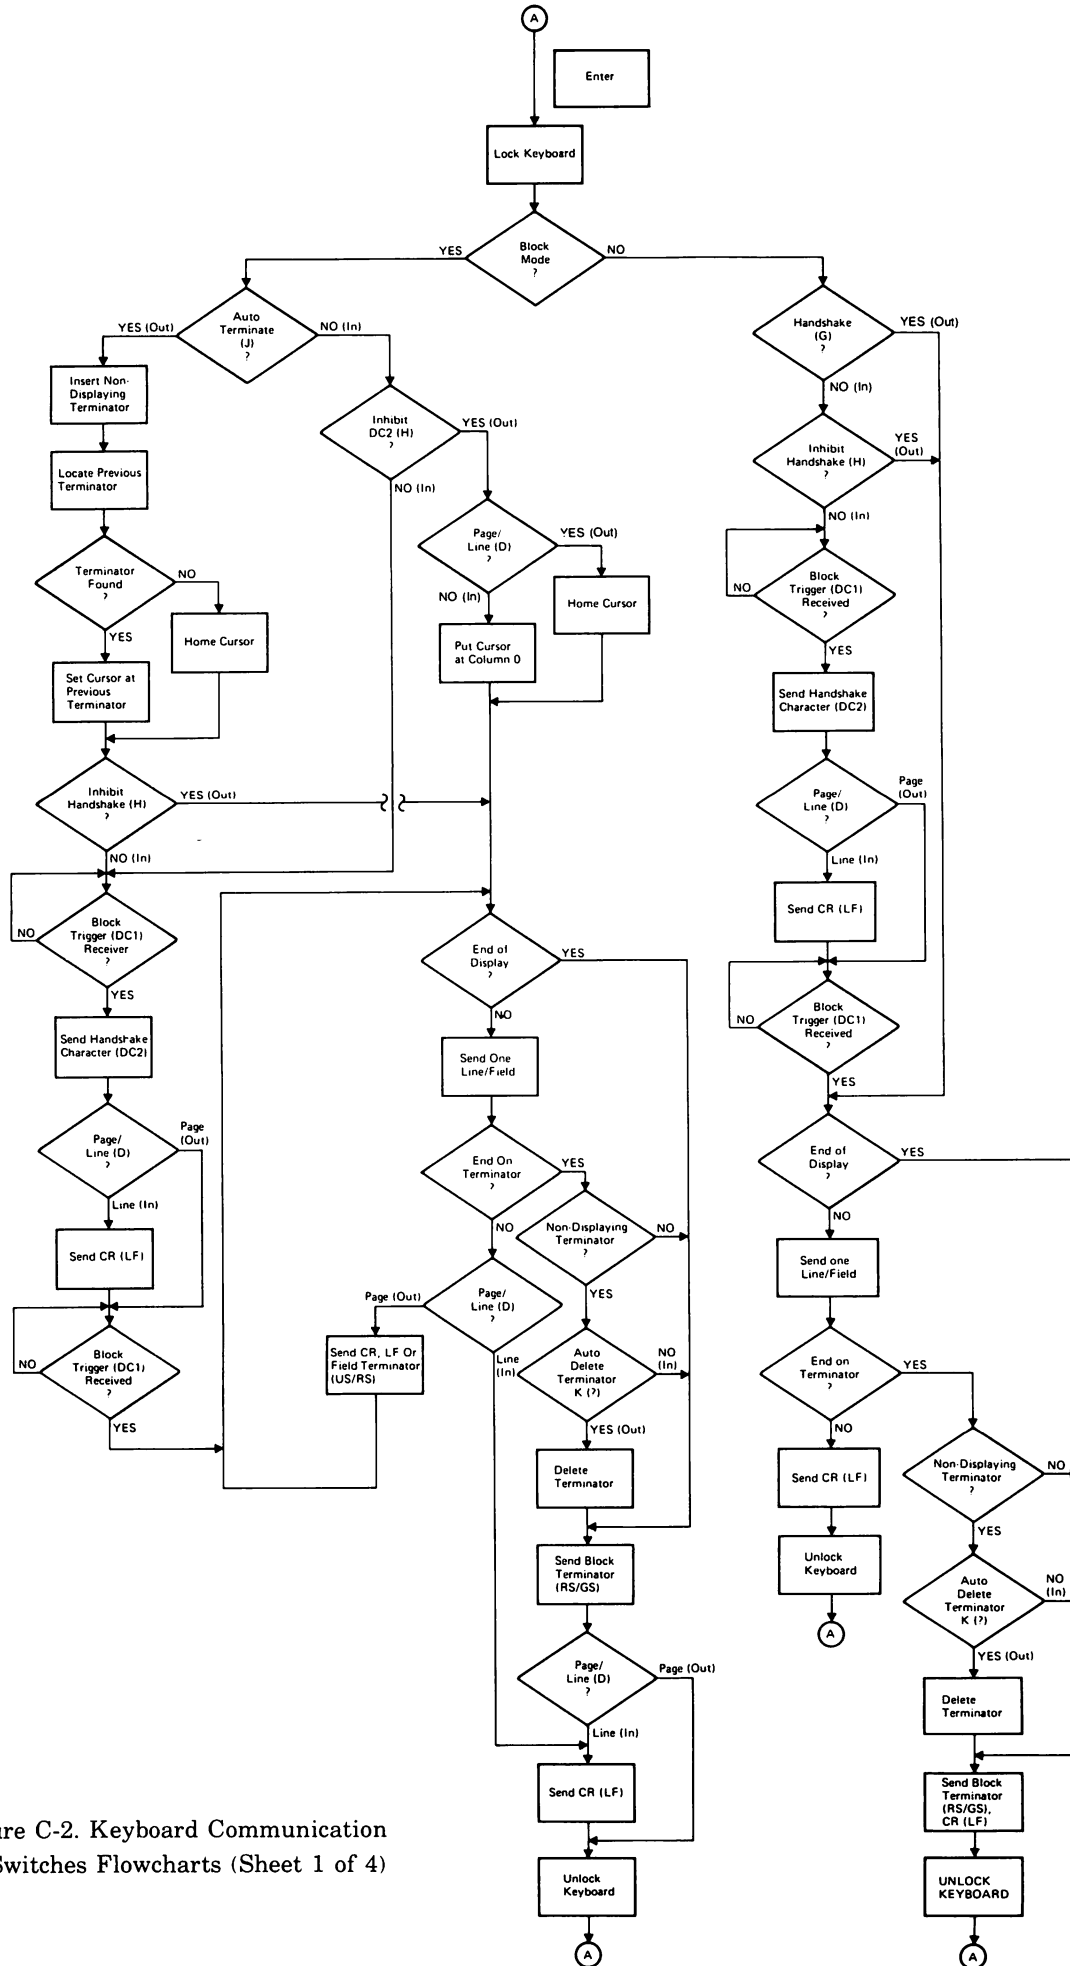 A
Enter
Lock Keyboard
Block
Mode
?
YES
NO
Auto
Terminate
(J)
?
YES (Out)
NO (In)
Insert Non-
Displaying
Terminator
Locate Previous
Terminator
Terminator
Found
?
NO
YES
Home Cursor
Set Cursor at
Previous
Terminator
Inhibit
Handshake (H)
?
YES (Out)
NO (In)
Block
Trigger (DC1)
Receiver
?
NO
YES
Send Handshake
Character (DC2)
Page/
Line (D)
?
Page
(Out)
Line (In)
Send CR (LF)
Block
Trigger (DC1)
Received
?
NO
YES
Inhibit
DC2 (H)
?
YES (Out)
NO (In)
Page/
Line (D)
?
YES (Out)
NO (In)
Home Cursor
Put Cursor
at Column 0
End of
Display
?
YES
NO
Send One
Line/Field
End On
Terminator
?
YES
NO
Non-Displaying
Terminator
?
NO
YES
Page/
Line (D)
?
Page (Out)
Line
(In)
Send CR, LF Or
Field Terminator
(US/RS)
Auto
Delete
Terminator
K (?)
NO
(In)
YES (Out)
Delete
Terminator
Send Block
Terminator
(RS/GS)
Page/
Line (D)
?
Page (Out)
Line (In)
Send CR (LF)
Unlock
Keyboard
A
Handshake
(G)
?
YES (Out)
NO (In)
Inhibit
Handshake (H)
?
YES
(Out)
NO (In)
Block
Trigger (DC1)
Received
?
NO
YES
Send Handshake
Character (DC2)
Page/
Line (D)
?
Page
(Out)
Line (In)
Send CR (LF)
Block
Trigger (DC1)
Received
?
NO
YES
End of
Display
?
YES
NO
Send one
Line/Field
End on
Terminator
?
YES
NO
Send CR (LF)
Unlock
Keyboard
A
Non-Displaying
Terminator
?
NO
YES
Auto
Delete
Terminator
K (?)
NO
(In)
YES (Out)
Delete
Terminator
Send Block
Terminator
(RS/GS),
CR (LF)
UNLOCK
KEYBOARD
A
re C-2. Keyboard Communication
Switches Flowcharts (Sheet 1 of 4)